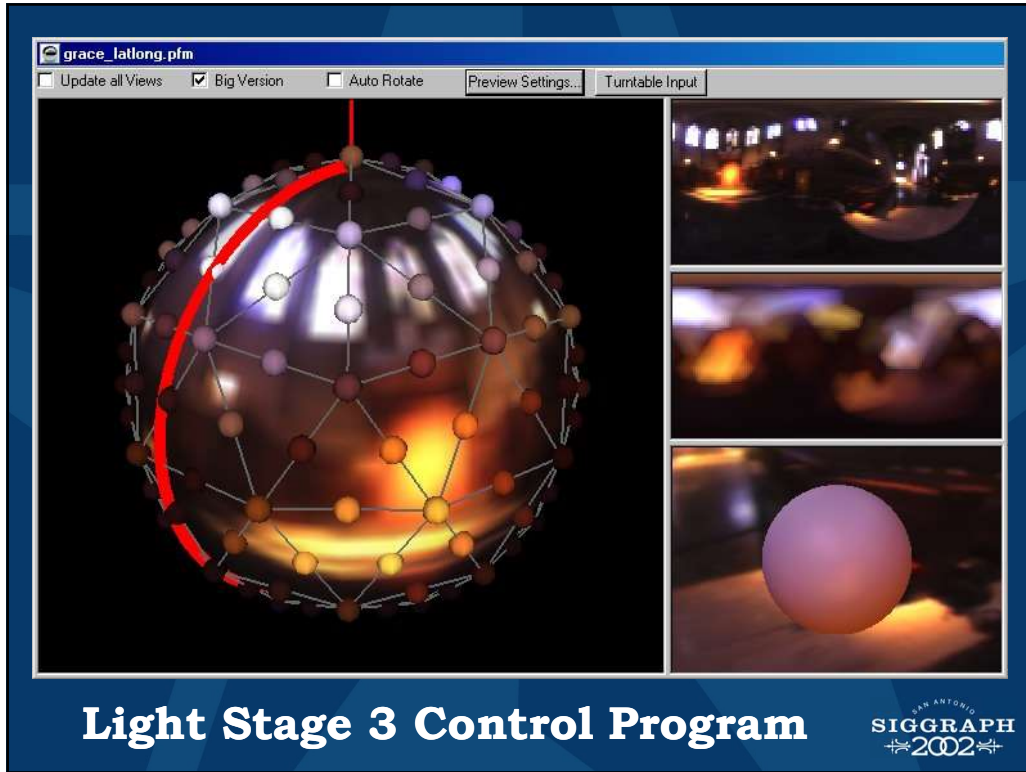 grace_latlong.pfm
Update all Views Big Version Auto Rotate Preview Settings... Turntable Input
Light Stage 3 Control Program
SAN ANTONIO
SIGGRAPH
2002